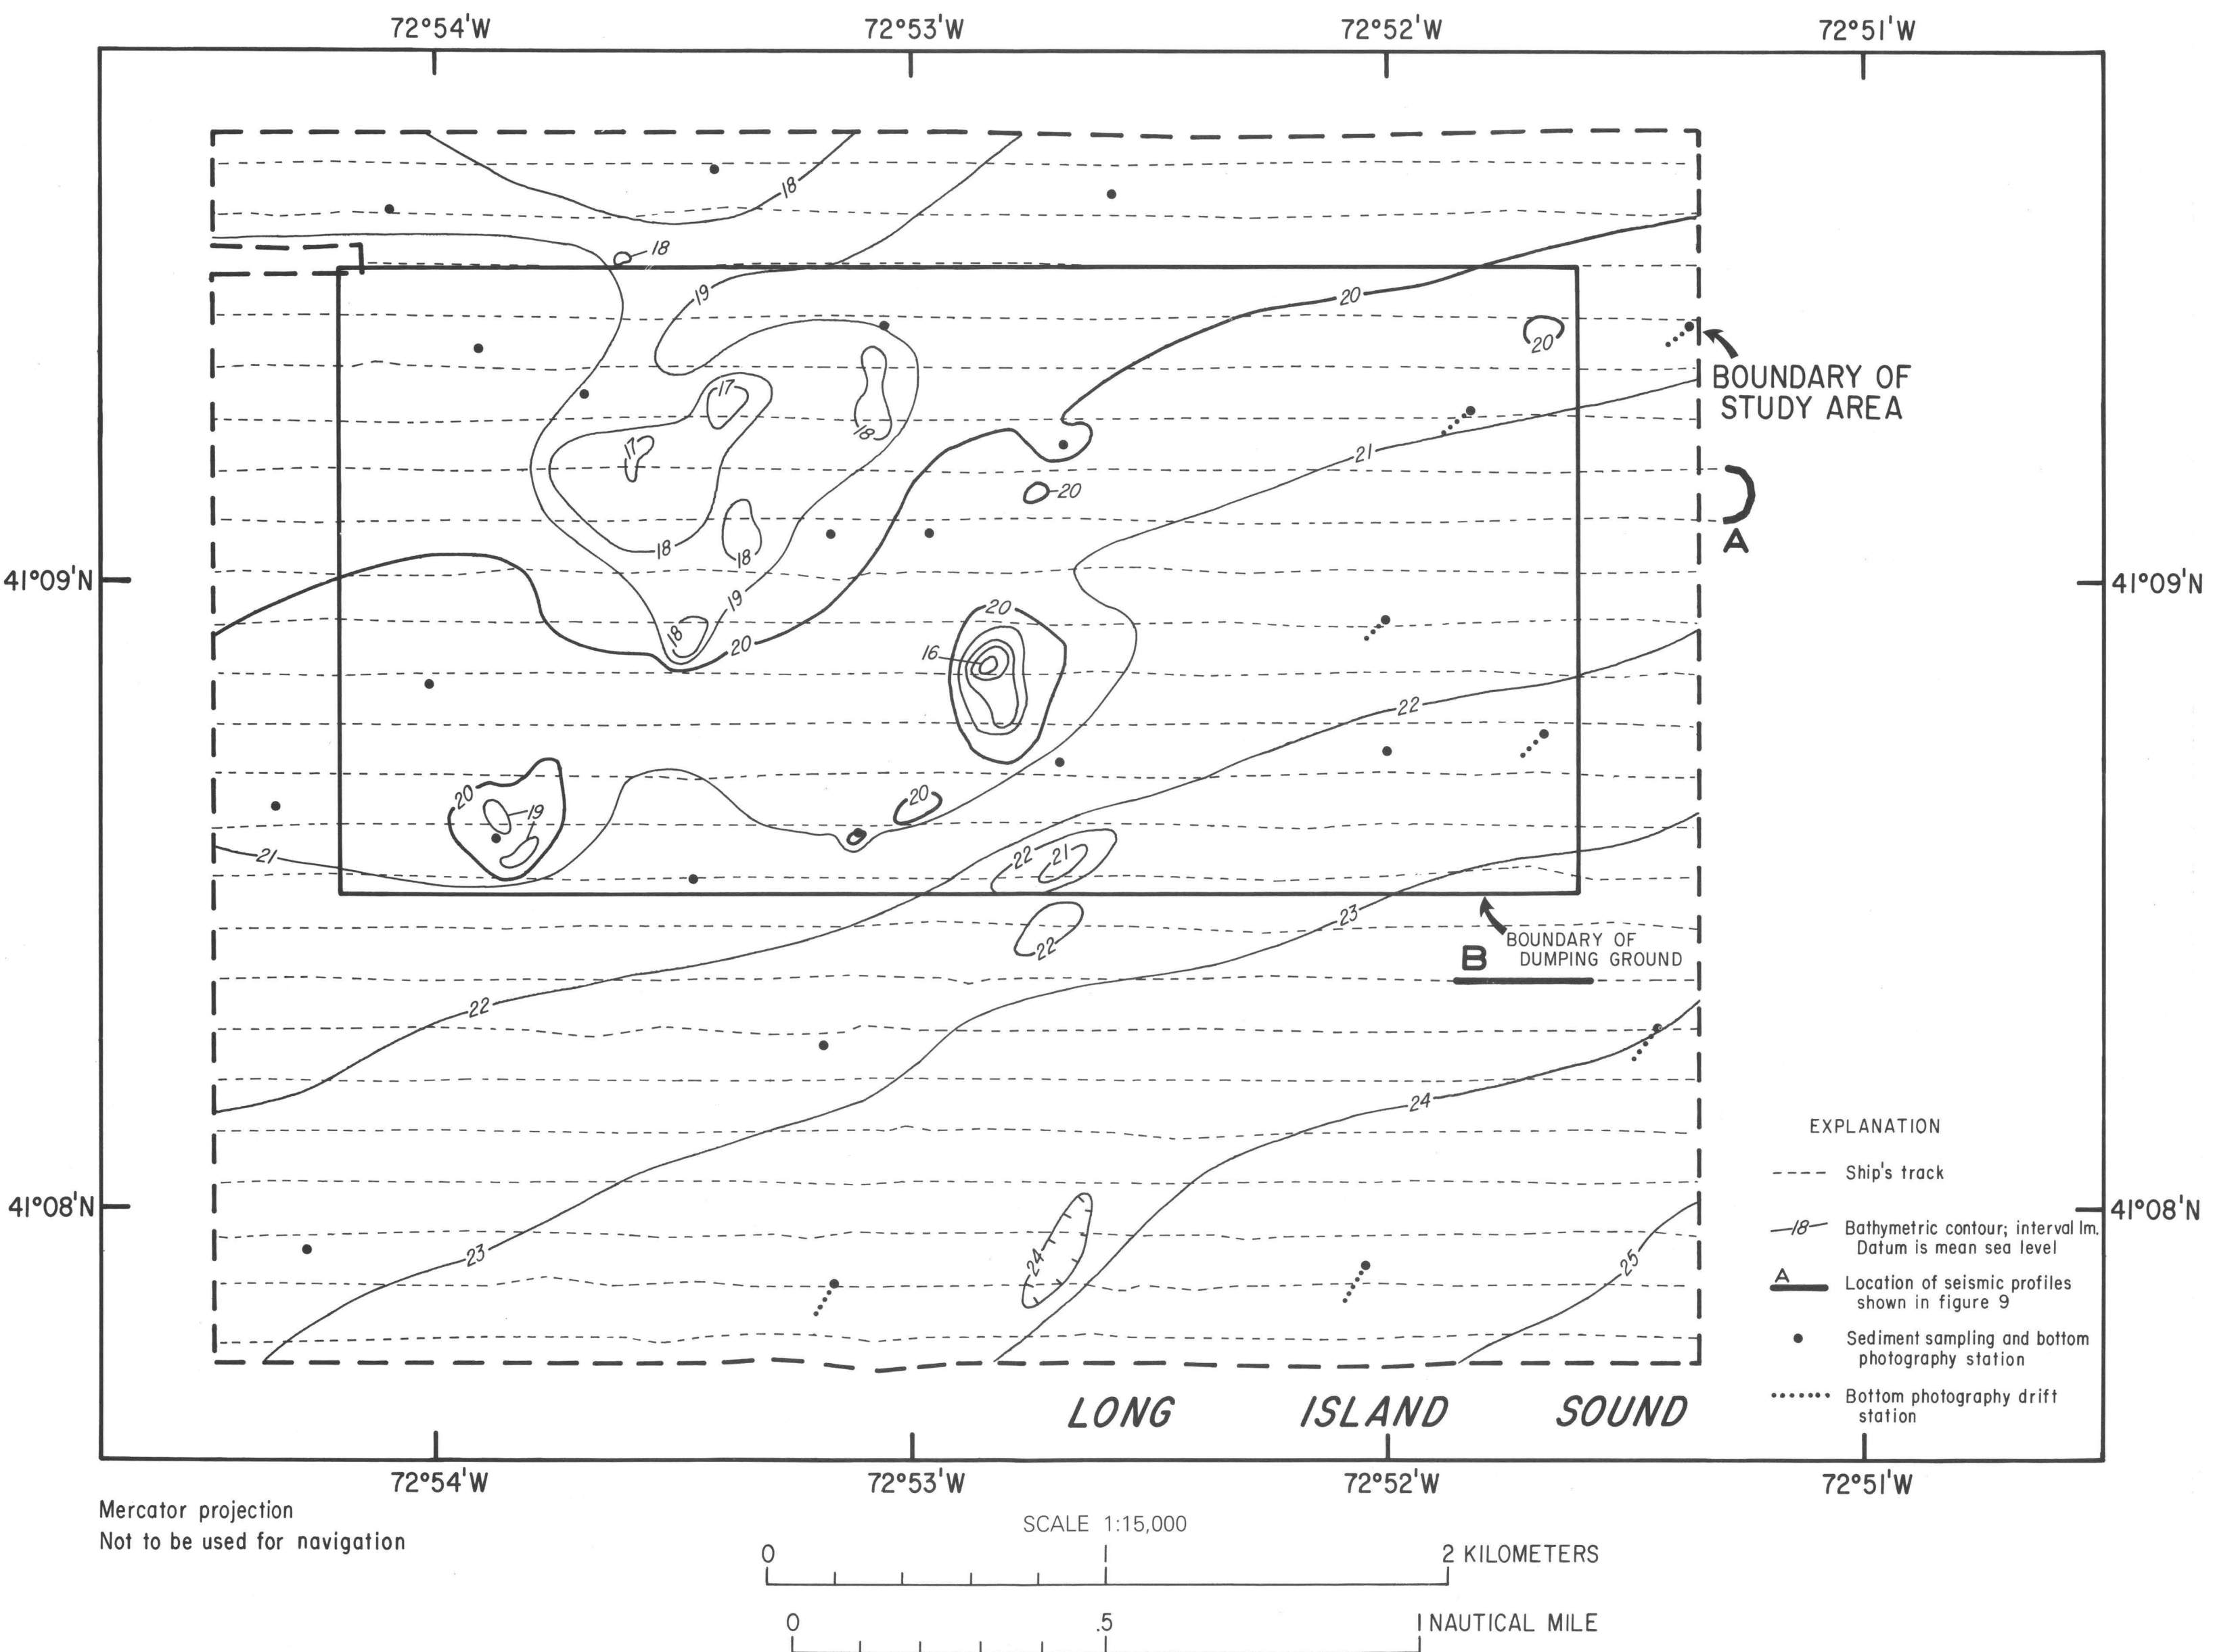 72°54'W 72°53'W 72°52'W 72°51'W
18
18
19
20
20
17
BOUNDARY OF
STUDY AREA
18
17
21
20
A
18
18
41°09'N 41°09'N
19
20
18
20
16
22
20
20
19
21
22
21
23
22
BOUNDARY OF
DUMPING GROUND
B
22
24
EXPLANATION
Ship's track
18
Bathymetric contour; interval 1m.
Datum is mean sea level
A
Location of seismic profiles
shown in figure 9
Sediment sampling and bottom
photography station
Bottom photography drift
station
41°08'N 41°08'N
23
24
25
LONG ISLAND SOUND
72°54'W 72°53'W 72°52'W 72°51'W
Mercator projection
Not to be used for navigation
SCALE 1:15,000
0 2 KILOMETERS
0 .5 1 NAUTICAL MILE